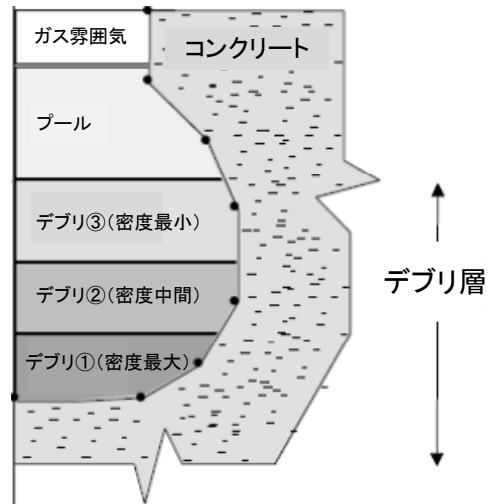 ガス雰囲気
コンクリート
プール
デブリ③(密度最小)
デブリ②(密度中間)
デブリ層
デブリ①(密度最大)